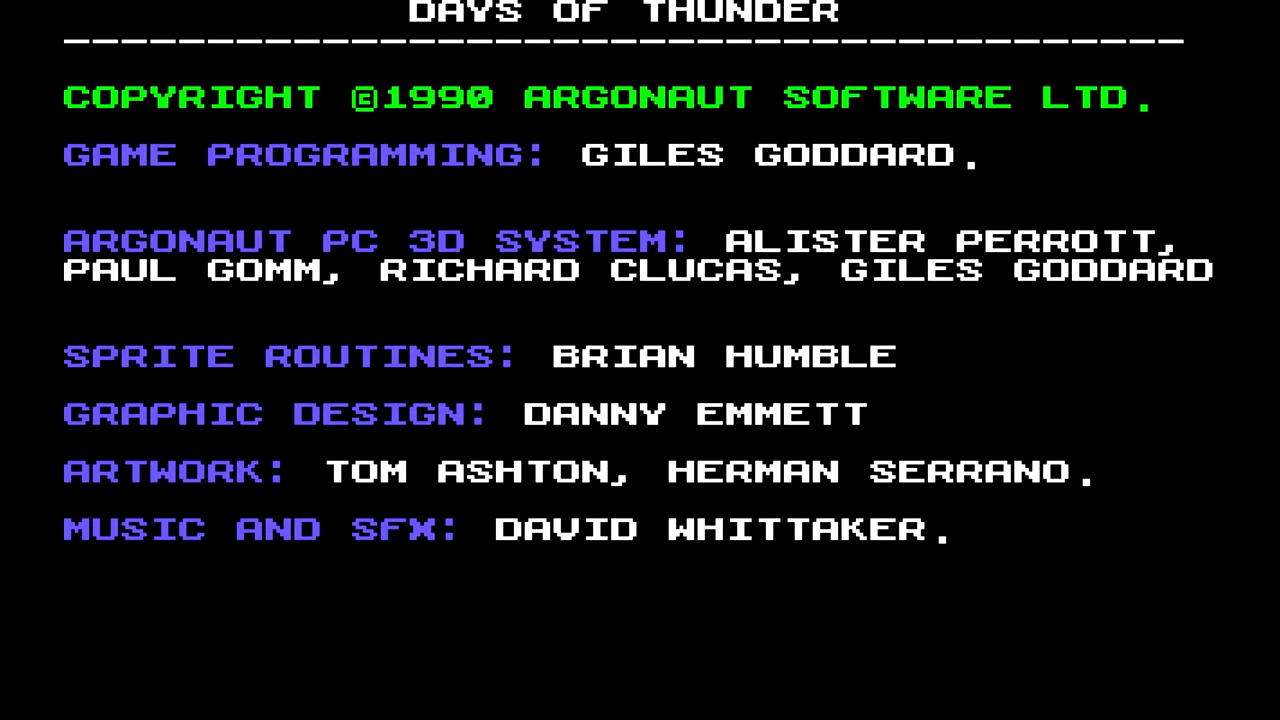 DAYS OF THUNDER
---------------------------------------
COPYRIGHT ©1990 ARGONAUT SOFTWARE LTD.
GAME PROGRAMMING: GILES GODDARD.
ARGONAUT PC 3D SYSTEM: ALISTER PERROTT,
PAUL GOMM, RICHARD CLUCAS, GILES GODDARD
SPRITE ROUTINES: BRIAN HUMBLE
GRAPHIC DESIGN: DANNY EMMETT
ARTWORK: TOM ASHTON, HERMAN SERRANO.
MUSIC AND SFX: DAVID WHITTAKER.